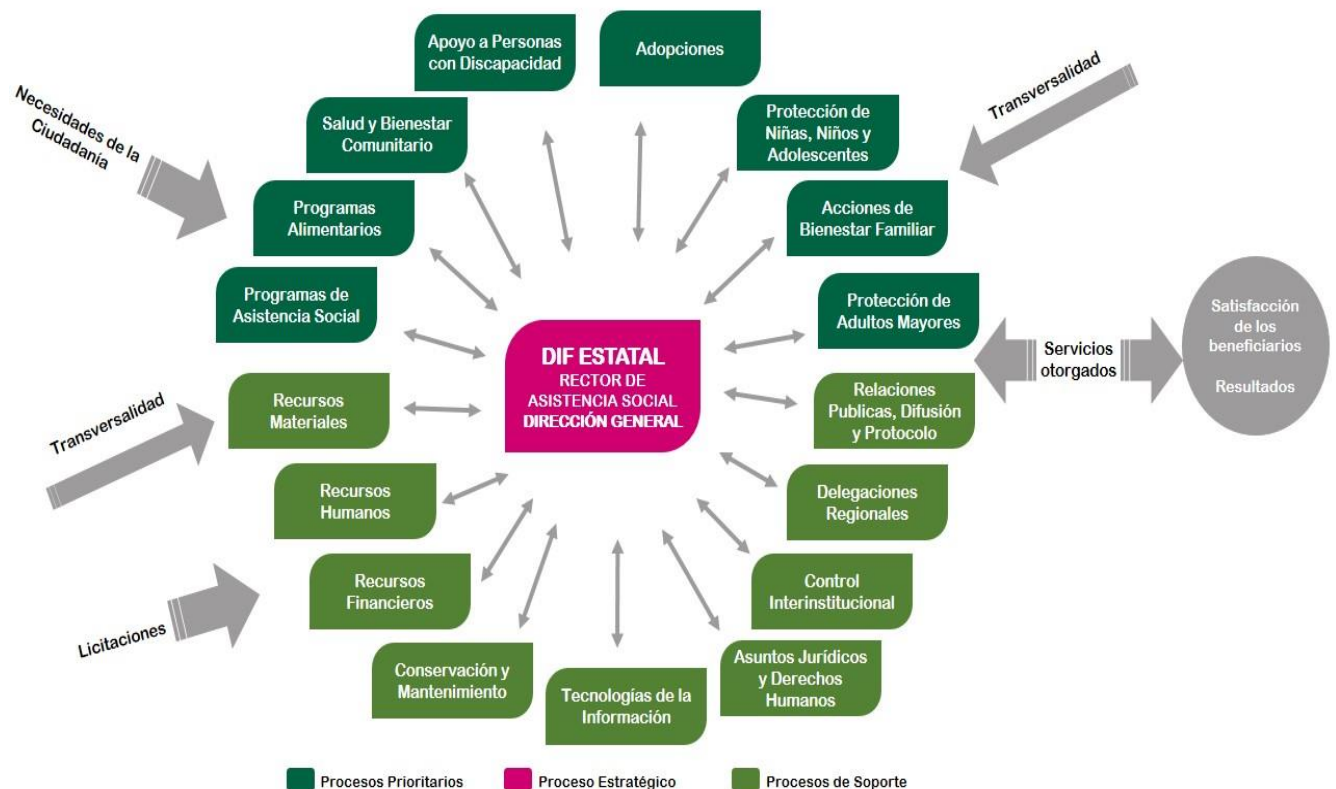 Apoyo a Personas
con Discapacidad
Adopciones
Necesidades de la
Ciudadanía
Salud y Bienestar
Comunitario
Protección de
Niñas, Niños y
Adolescentes
Transversalidad
Programas
Alimentarios
Acciones de
Bienestar Familiar
Programas de
Asistencia Social
Protección de
Adultos Mayores
Servicios
otorgados
Satisfacción
de los
beneficiarios
Resultados
DIF ESTATAL
RECTOR DE
ASISTENCIA SOCIAL
DIRECCIÓN GENERAL
Transversalidad
Recursos
Materiales
Relaciones
Publicas, Difusión
y Protocolo
Recursos
Humanos
Delegaciones
Regionales
Licitaciones
Recursos
Financieros
Control
Interinstitucional
Conservación y
Mantenimiento
Tecnologías de la
Información
Asuntos Jurídicos
y Derechos
Humanos
Procesos Prioritarios
Proceso Estratégico
Procesos de Soporte